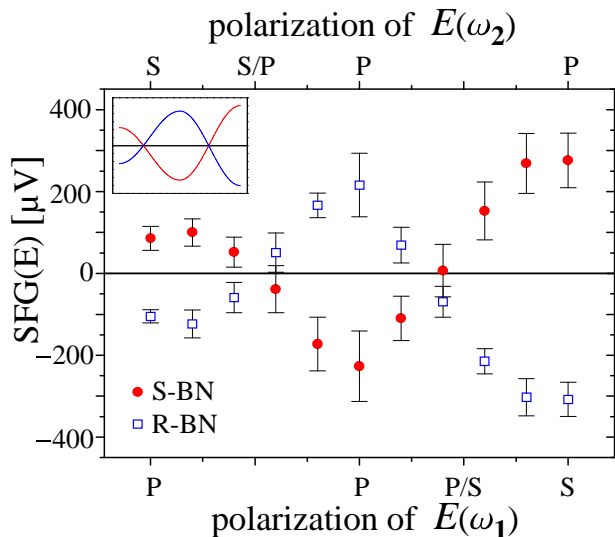 polarization of E(ω2)
S S/P P P
400
200
0
−200
−400
SFG(E) [μV]
S-BN
R-BN
P P P/S S
polarization of E(ω1)